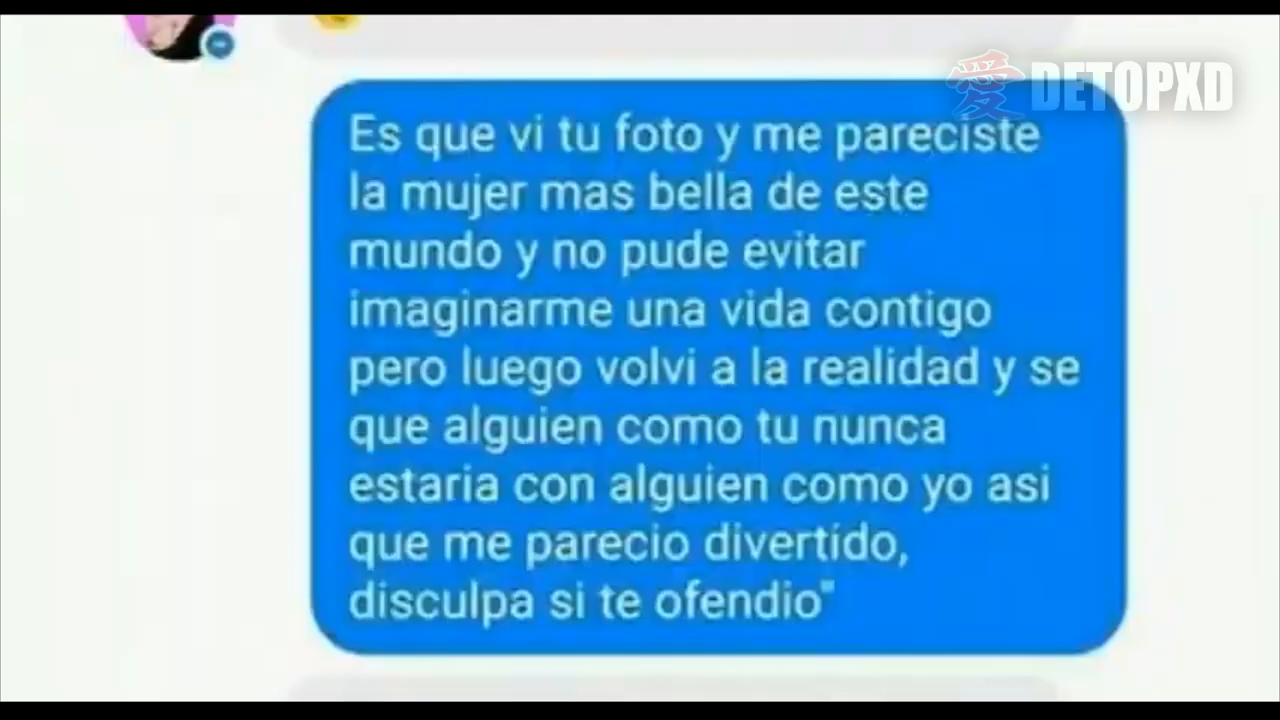 愛 DETOPXD
Es que vi tu foto y me pareciste
la mujer mas bella de este
mundo y no pude evitar
imaginarme una vida contigo
pero luego volvi a la realidad y se
que alguien como tu nunca
estaria con alguien como yo asi
que me parecio divertido,
disculpa si te ofendio"